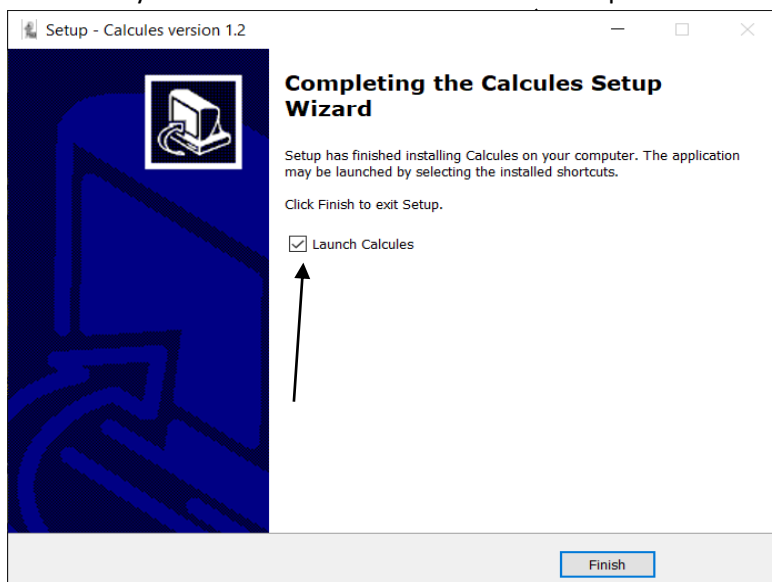 Setup - Calcules version 1.2
Completing the Calcules Setup
Wizard
Setup has finished installing Calcules on your computer. The application
may be launched by selecting the installed shortcuts.
Click Finish to exit Setup.
Launch Calcules
Finish